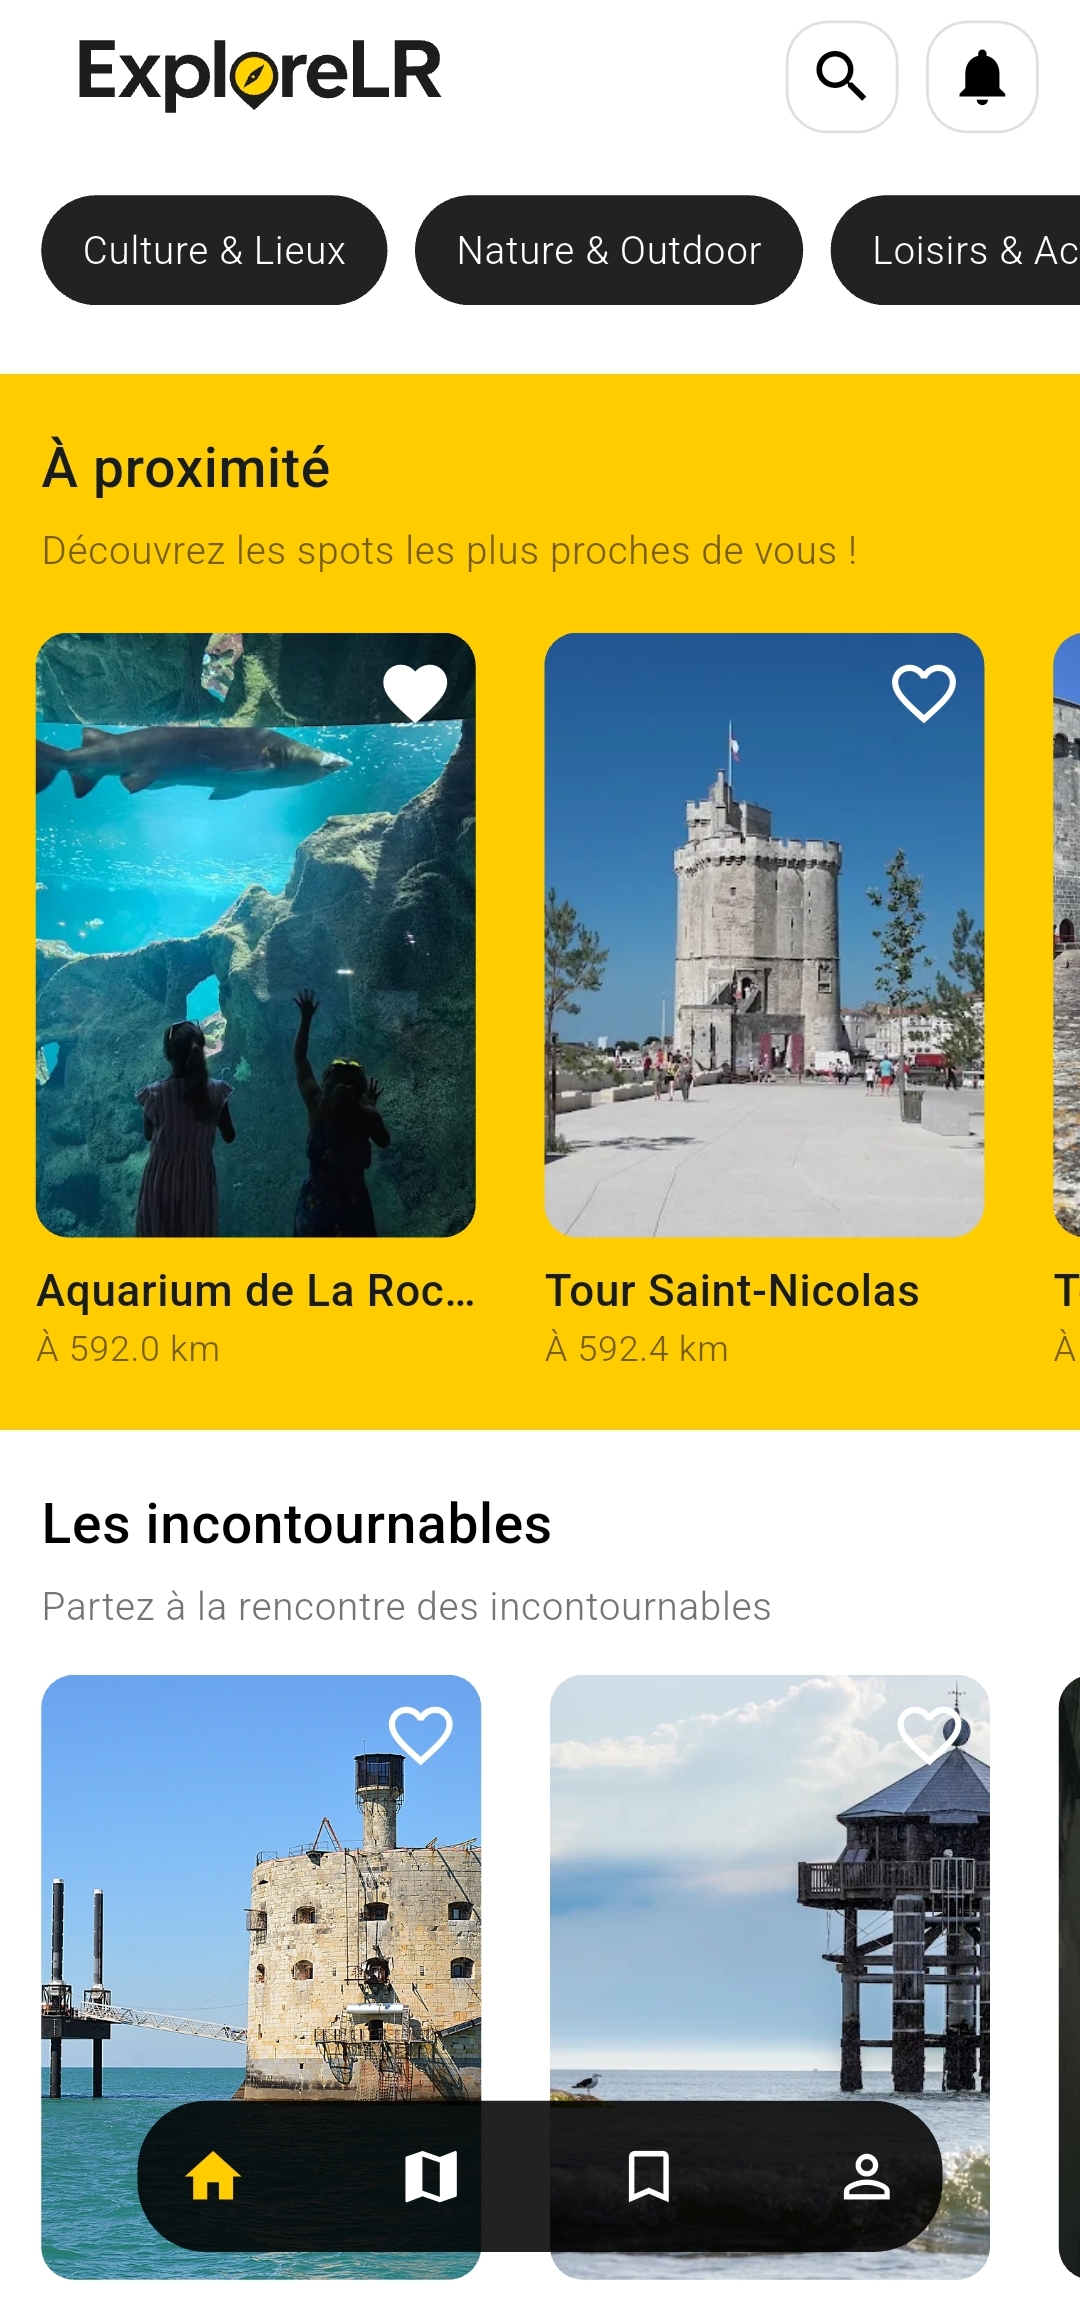 ExploreLR
Culture & Lieux
Nature & Outdoor
Loisirs & Ac
À proximité
Découvrez les spots les plus proches de vous !
Aquarium de La Roc...
À 592.0 km
Tour Saint-Nicolas
À 592.4 km
T
À
Les incontournables
Partez à la rencontre des incontournables